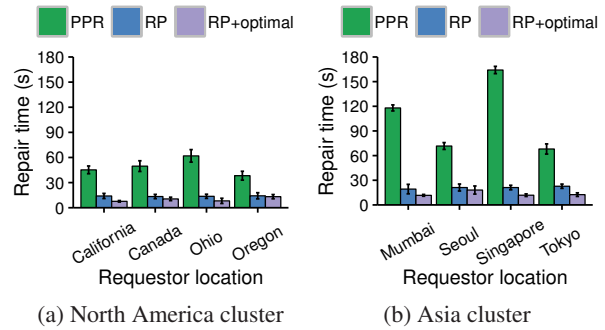 PPR RP RP+optimal
Repair time (s)
180
150
120
90
60
30
0
California
Canada
Ohio
Oregon
Requestor location
(a) North America cluster
PPR RP RP+optimal
Repair time (s)
180
150
120
90
60
30
0
Mumbai
Seoul
Singapore
Tokyo
Requestor location
(b) Asia cluster